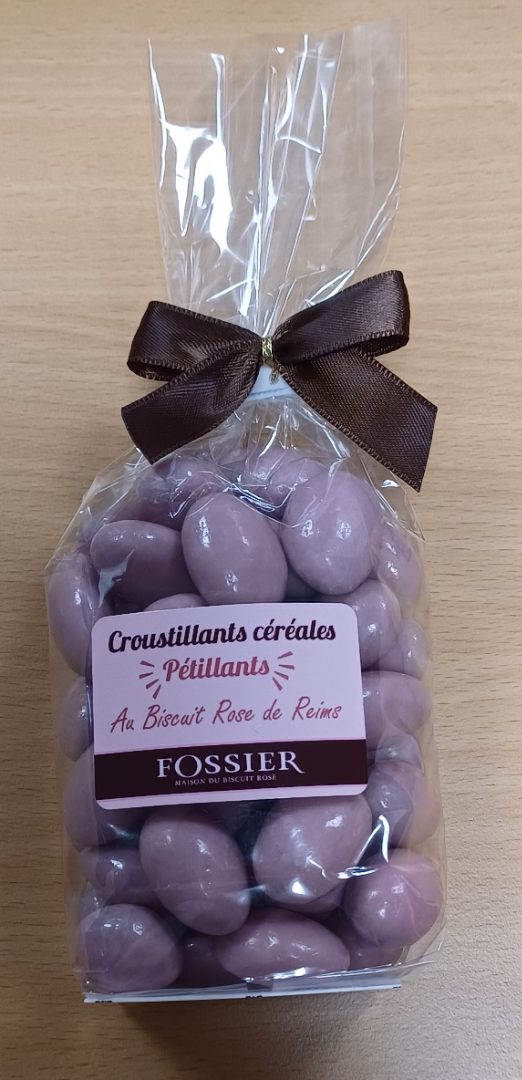 Croustillants céréales
Pétillants
Au Biscuit Rose de Reims
FOSSIER
MAISON DU BISCUIT ROSE